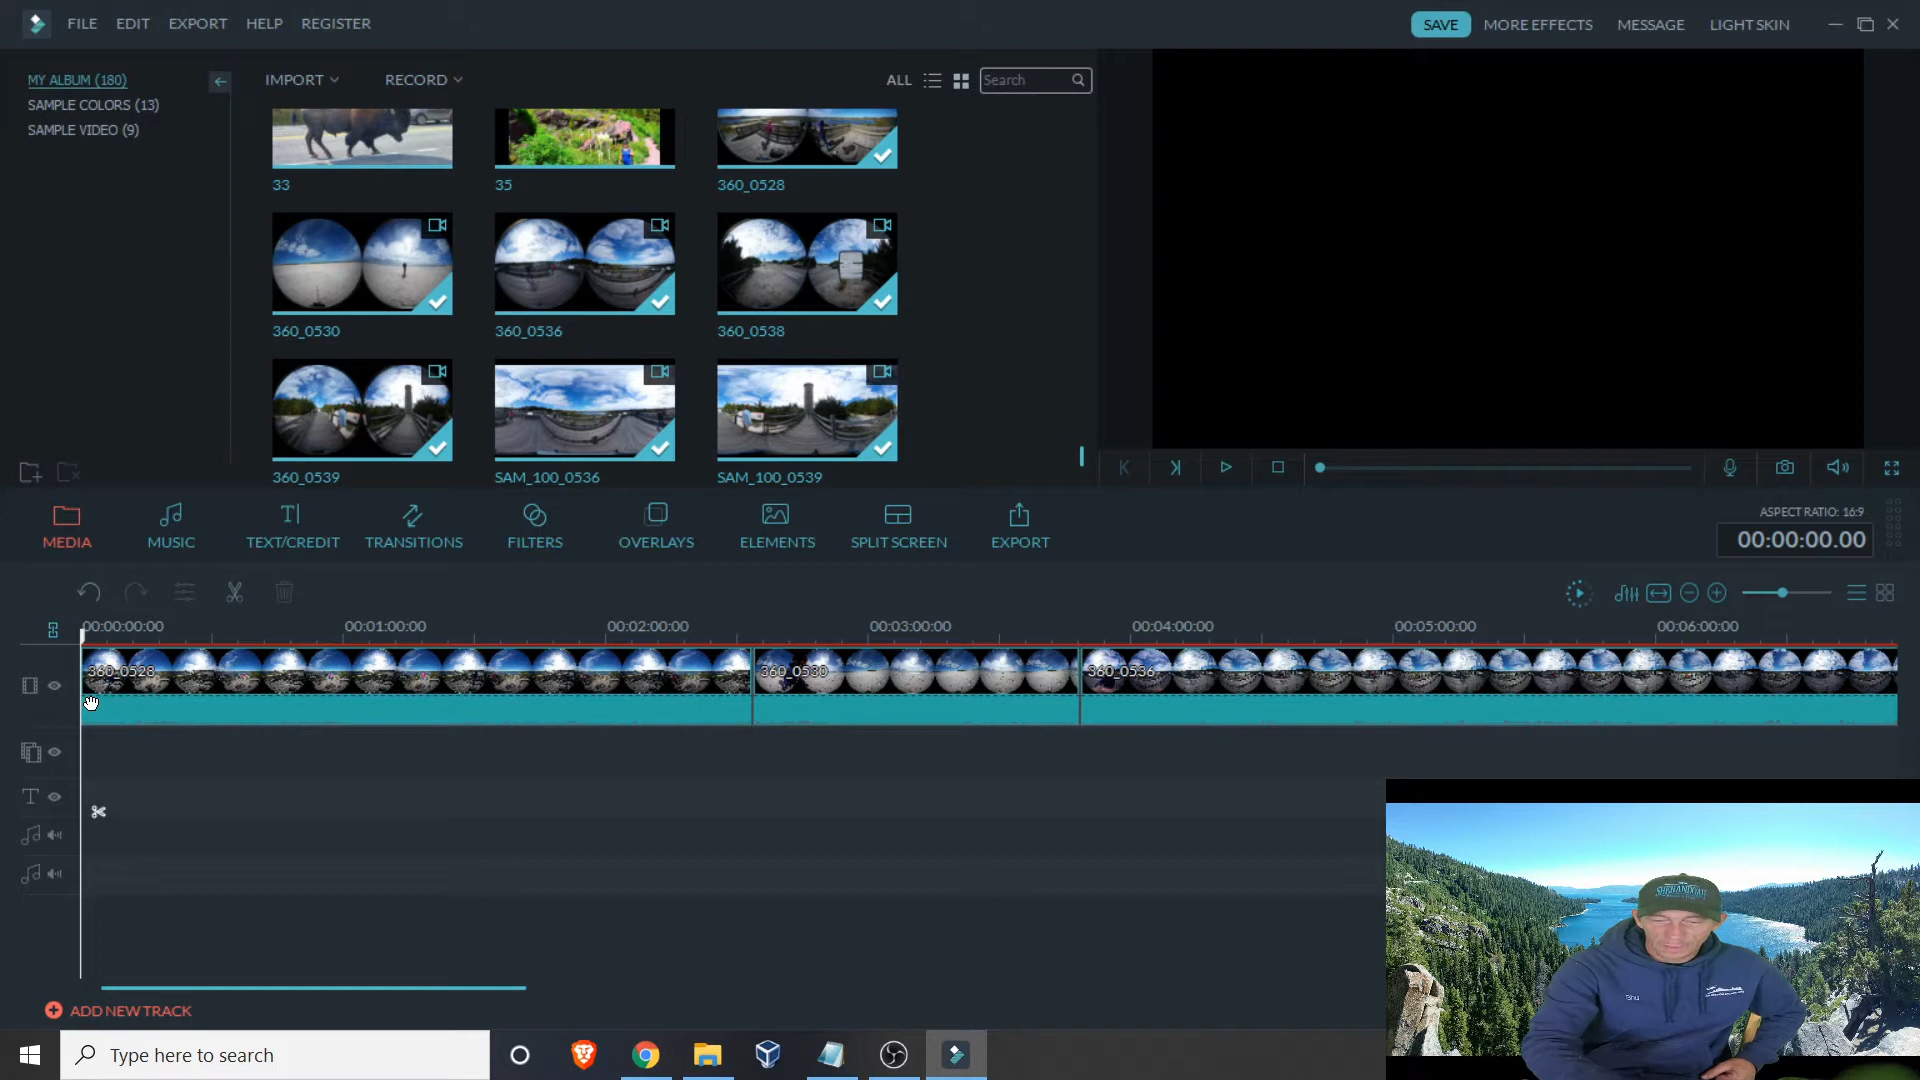 FILE EDIT EXPORT HELP REGISTER SAVE MORE EFFECTS MESSAGE LIGHT SKIN
MY ALBUM (180)
SAMPLE COLORS (13)
SAMPLE VIDEO (9)
IMPORT RECORD ALL Search
33 35 360_0528
360_0530 360_0536 360_0538
360_0539 SAM_100_0536 SAM_100_0539
MEDIA MUSIC TEXT/CREDIT TRANSITIONS FILTERS OVERLAYS ELEMENTS SPLIT SCREEN EXPORT
ASPECT RATIO: 16:9
00:00:00.00
00:00:00:00 00:01:00:00 00:02:00:00 00:03:00:00 00:04:00:00 00:05:00:00 00:06:00:00
360_0528 360_0530 360_0536
ADD NEW TRACK
Type here to search